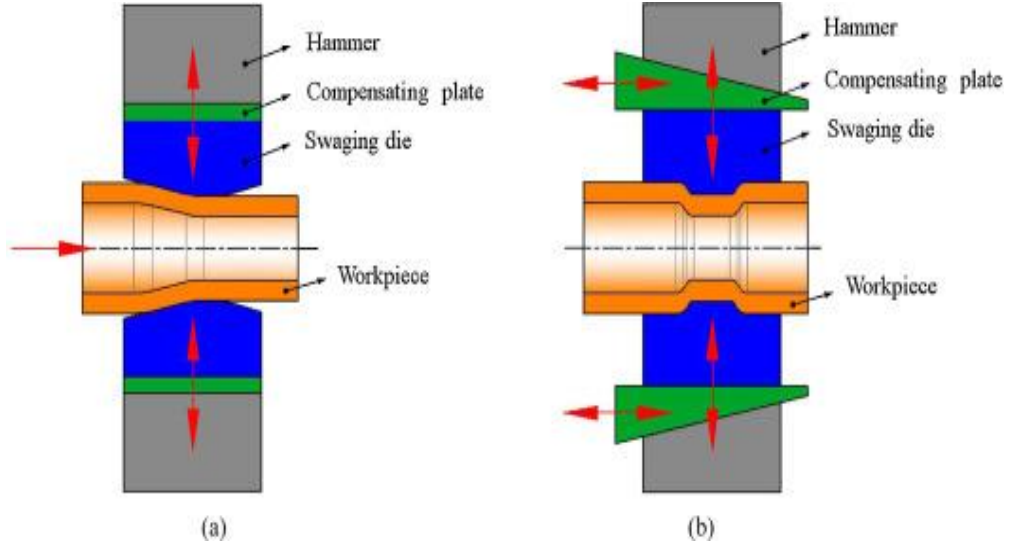 Hammer
Compensating plate
Swaging die
Workpiece
(a)
Hammer
Compensating plate
Swaging die
Workpiece
(b)